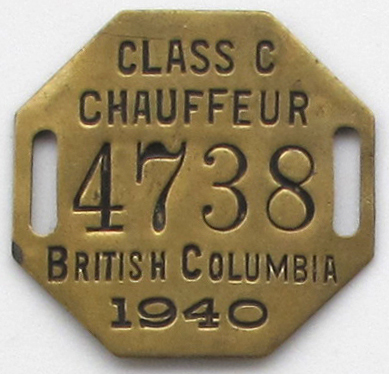 CLASS C
CHAUFFEUR
4738
BRITISH COLUMBIA
1940